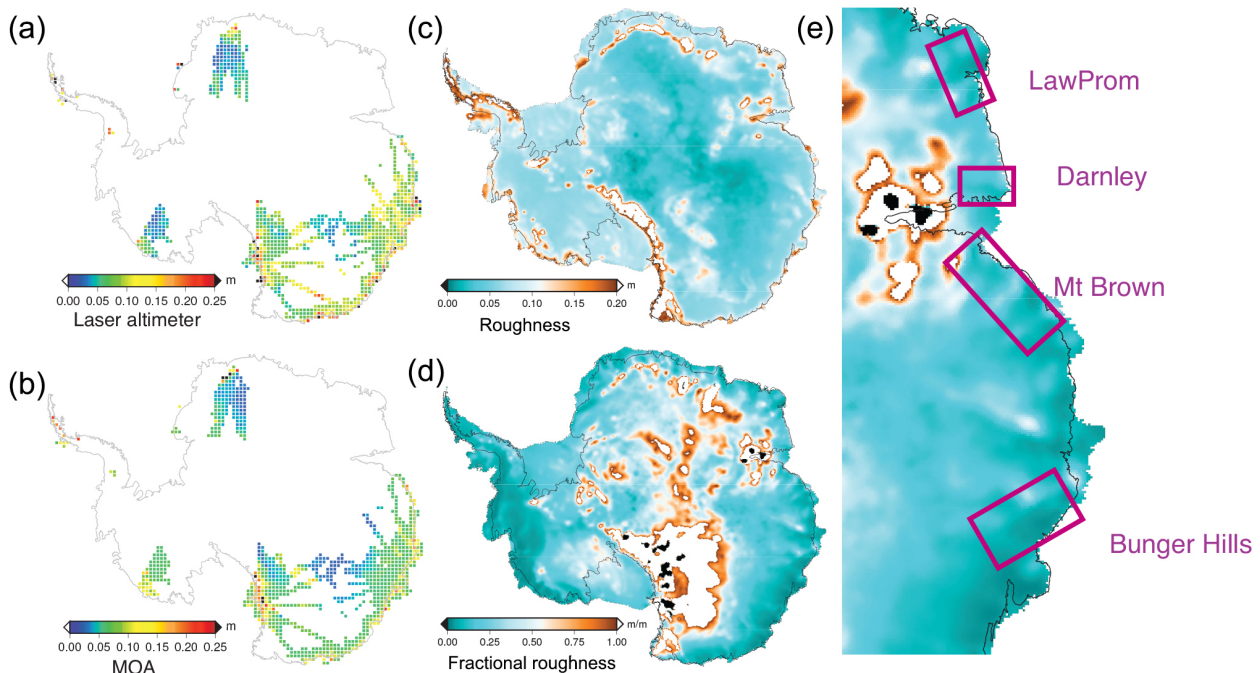 (a)
0.00 0.05 0.10 0.15 0.20 0.25 m
Laser altimeter
(b)
0.00 0.05 0.10 0.15 0.20 0.25 m
MOA
(c)
0.00 0.05 0.10 0.15 0.20 m
Roughness
(d)
0.00 0.25 0.50 0.75 1.00 m/m
Fractional roughness
(e)
LawProm
Darnley
Mt Brown
Bunger Hills